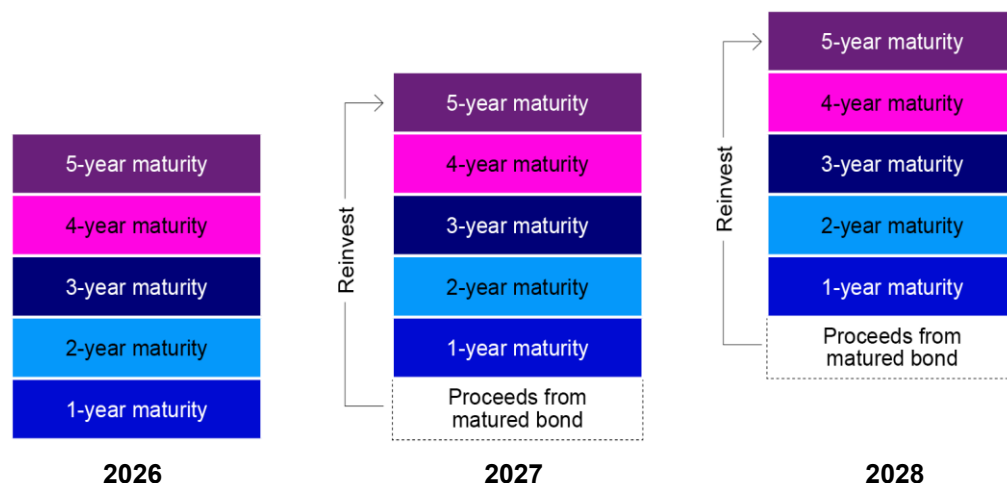 5-year maturity
4-year maturity
3-year maturity
2-year maturity
1-year maturity
2026
Reinvest
5-year maturity
4-year maturity
3-year maturity
2-year maturity
1-year maturity
Proceeds from
matured bond
2027
Reinvest
5-year maturity
4-year maturity
3-year maturity
2-year maturity
1-year maturity
Proceeds from
matured bond
2028